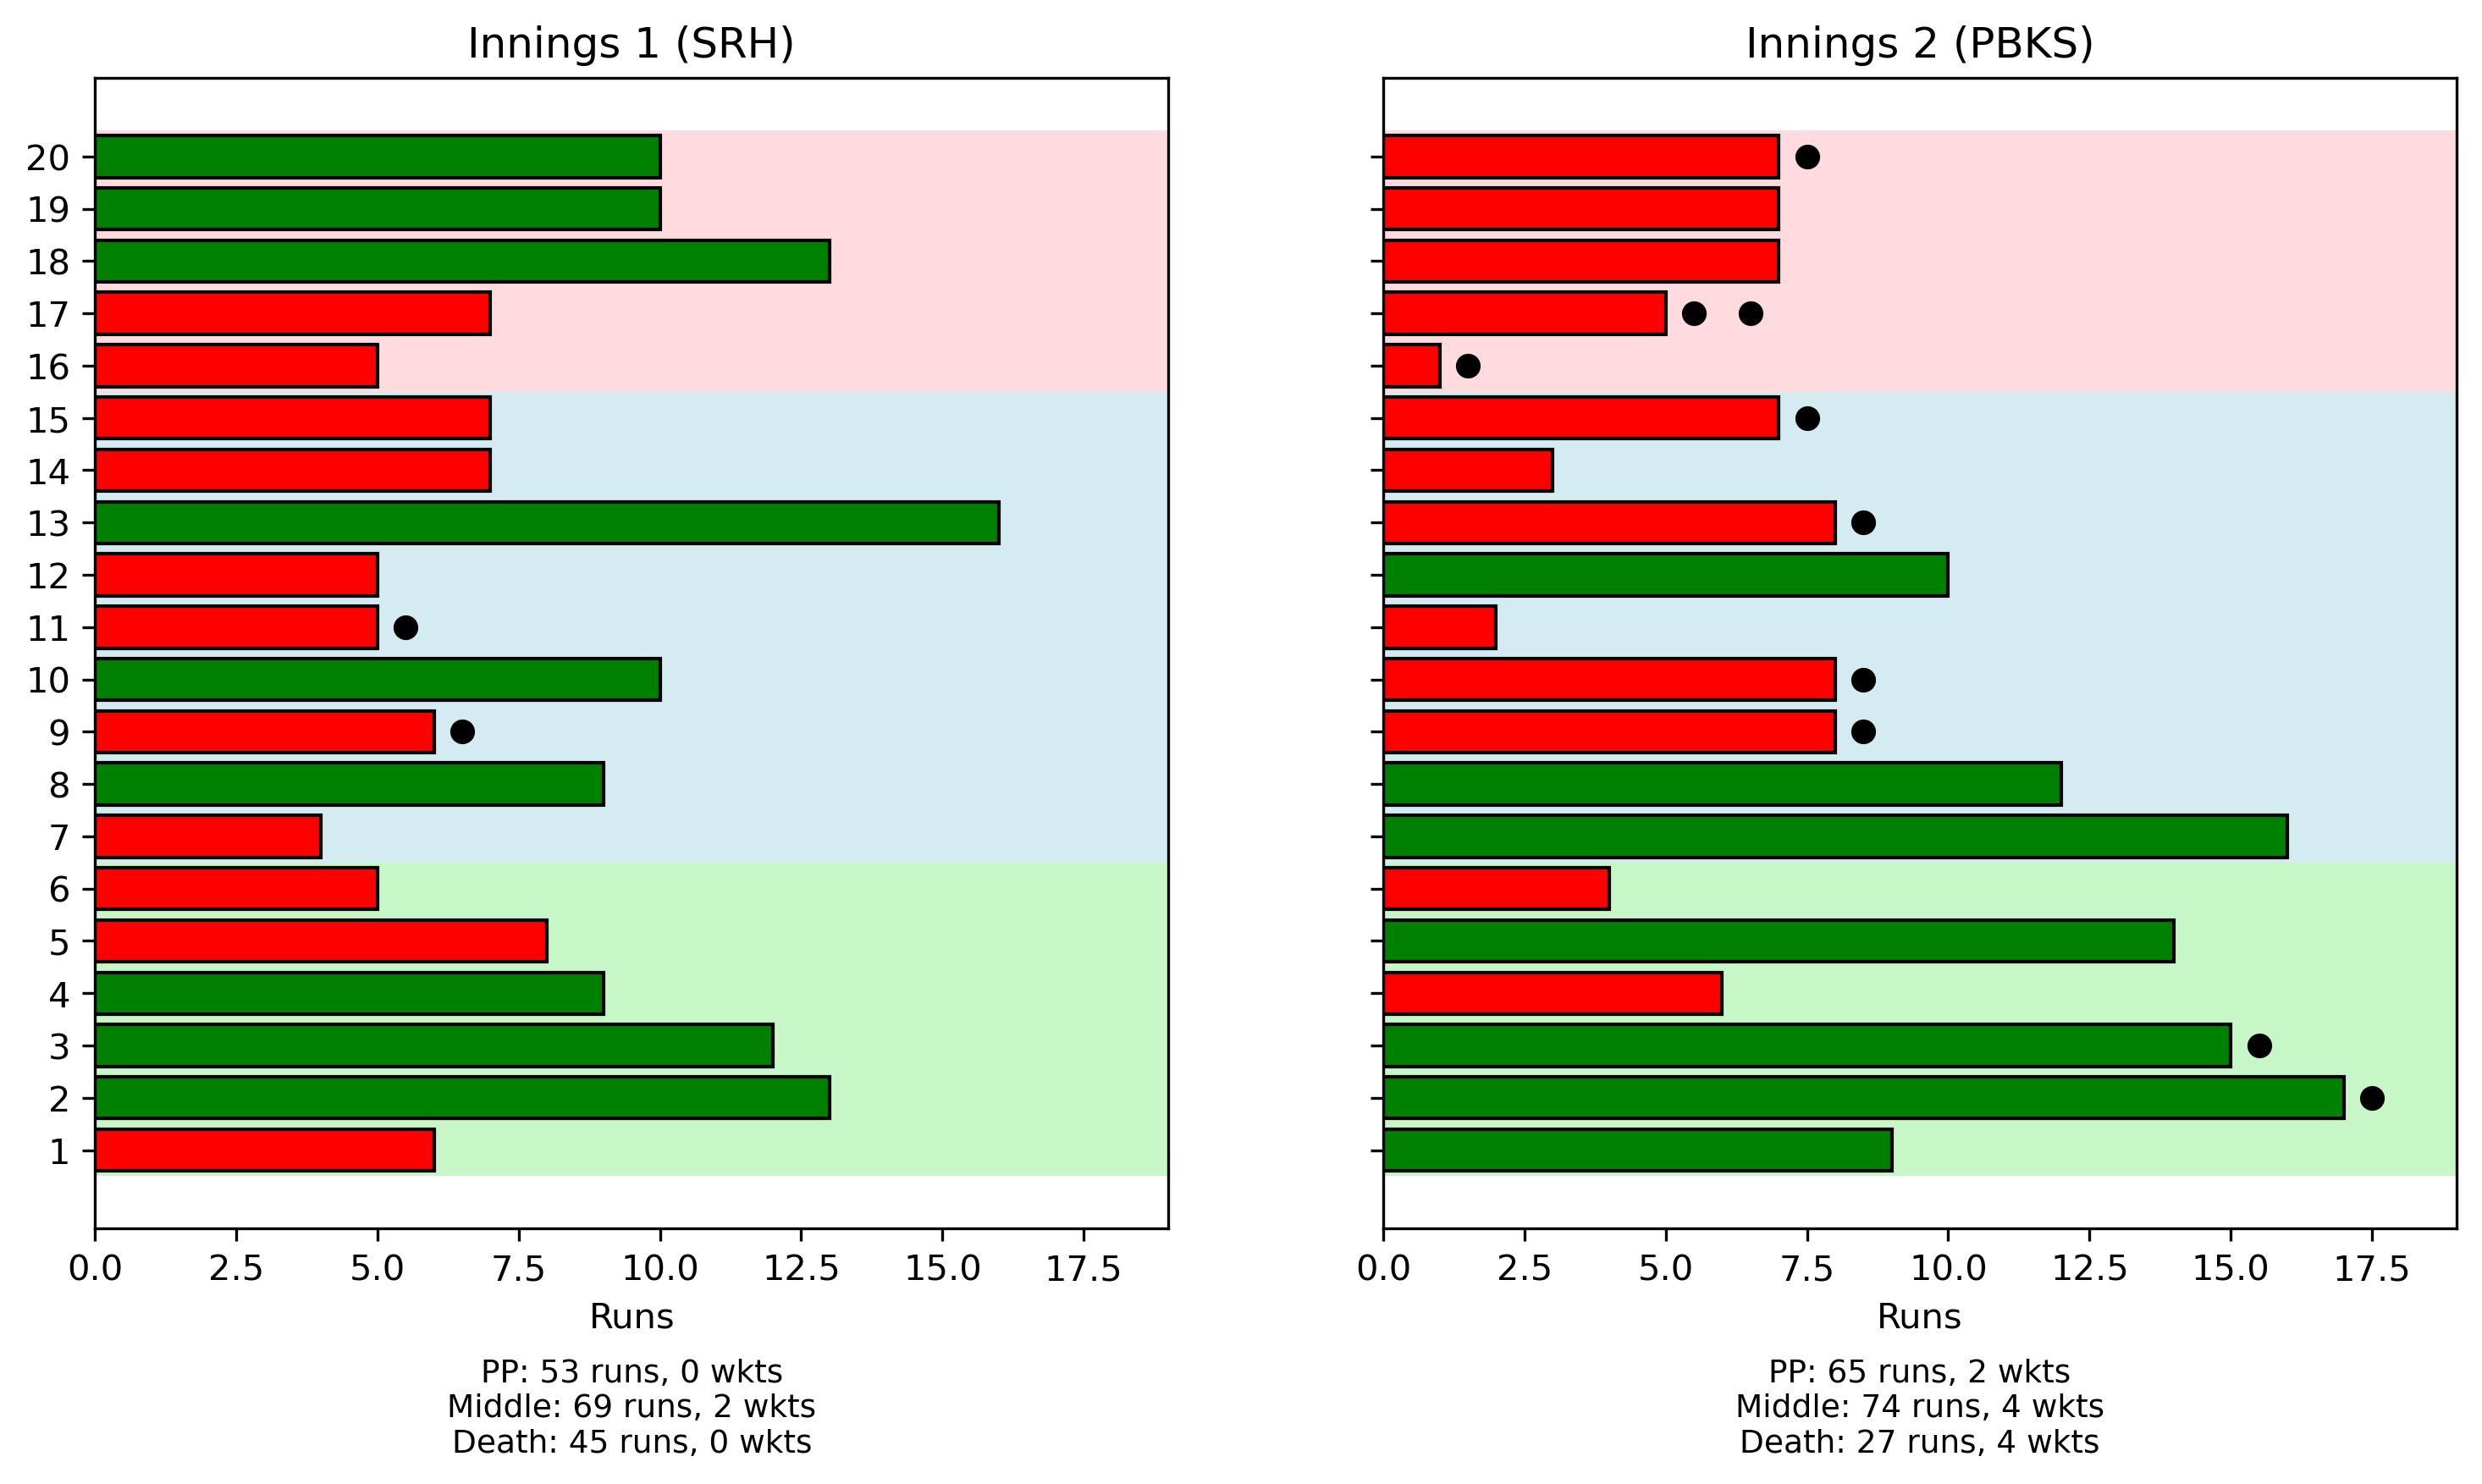 Innings 1 (SRH)
20
19
18
17
16
15
14
13
12
11
10
9
8
7
6
5
4
3
2
1
0.0 2.5 5.0 7.5 10.0 12.5 15.0 17.5
Runs
PP: 53 runs, 0 wkts
Middle: 69 runs, 2 wkts
Death: 45 runs, 0 wkts
Innings 2 (PBKS)
0.0 2.5 5.0 7.5 10.0 12.5 15.0 17.5
Runs
PP: 65 runs, 2 wkts
Middle: 74 runs, 4 wkts
Death: 27 runs, 4 wkts